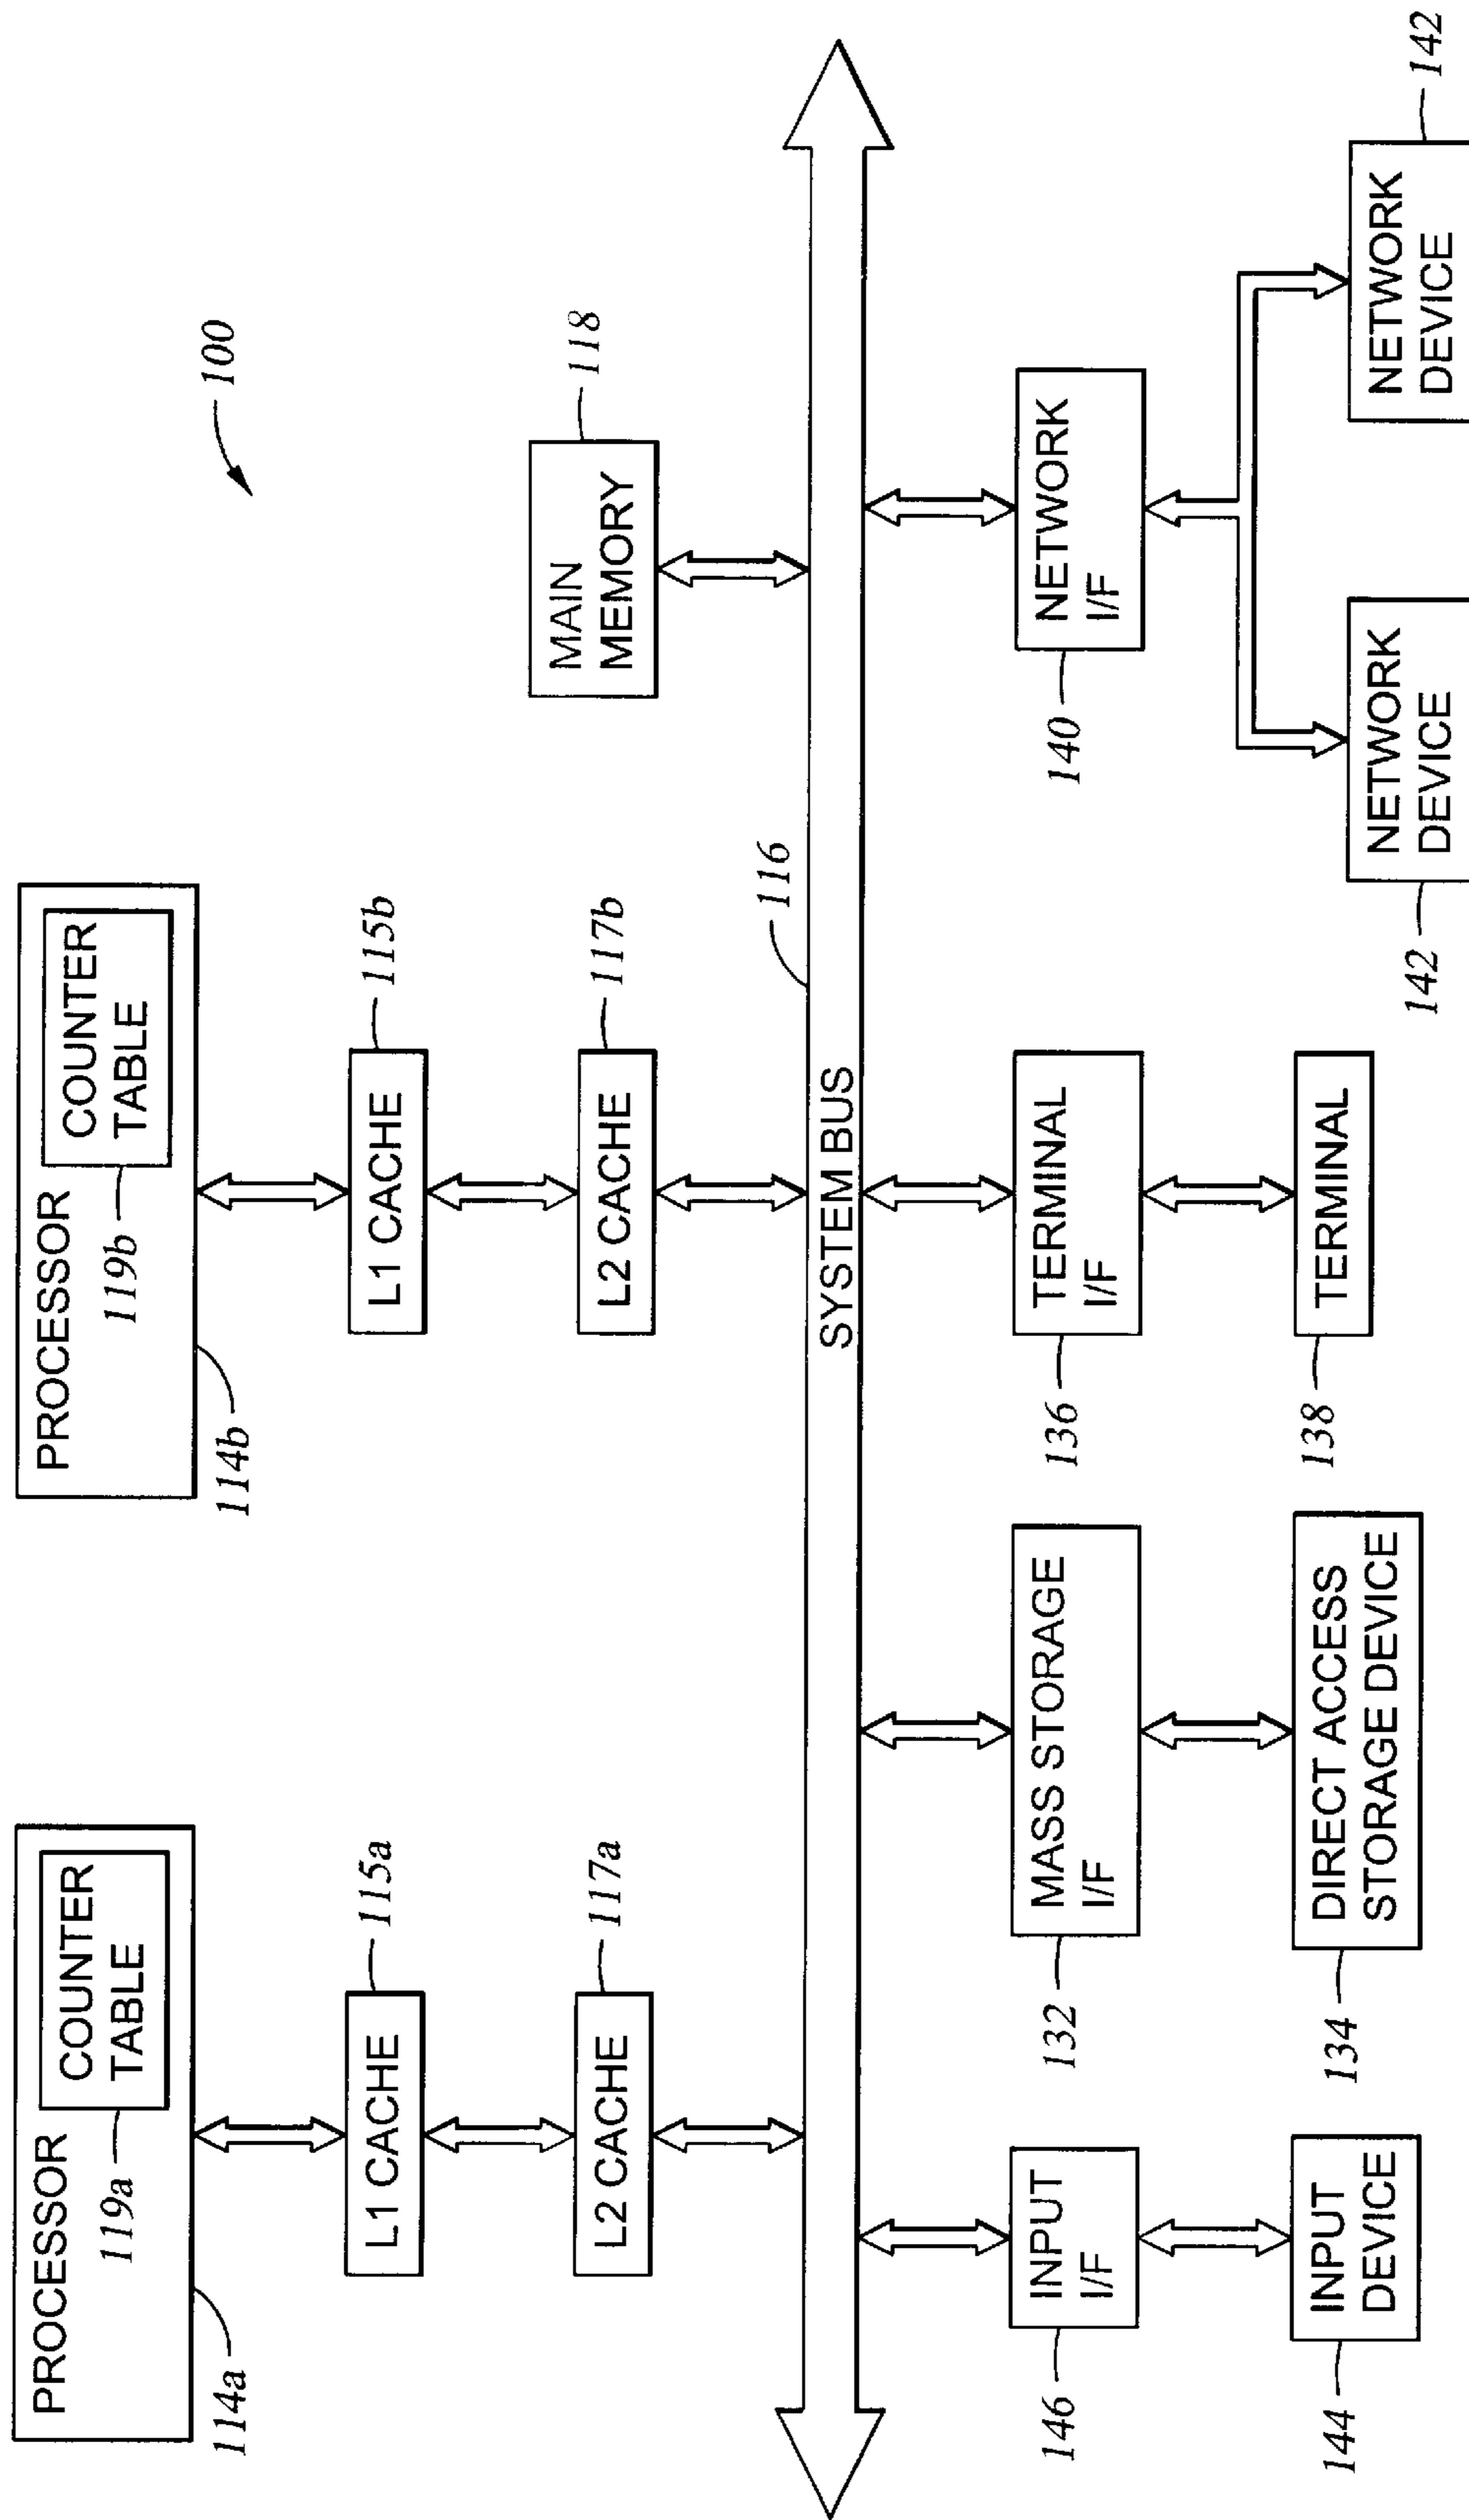 100
PROCESSOR
COUNTER
TABLE
119a
114a
PROCESSOR
COUNTER
TABLE
119b
114b
L1 CACHE
115a
L1 CACHE
115b
L2 CACHE
117a
L2 CACHE
117b
MAIN
MEMORY
118
116
SYSTEM BUS
INPUT
I/F
146
MASS STORAGE
I/F
132
TERMINAL
I/F
136
NETWORK
I/F
140
INPUT
DEVICE
144
DIRECT ACCESS
STORAGE DEVICE
134
TERMINAL
138
NETWORK
DEVICE
142
NETWORK
DEVICE
142